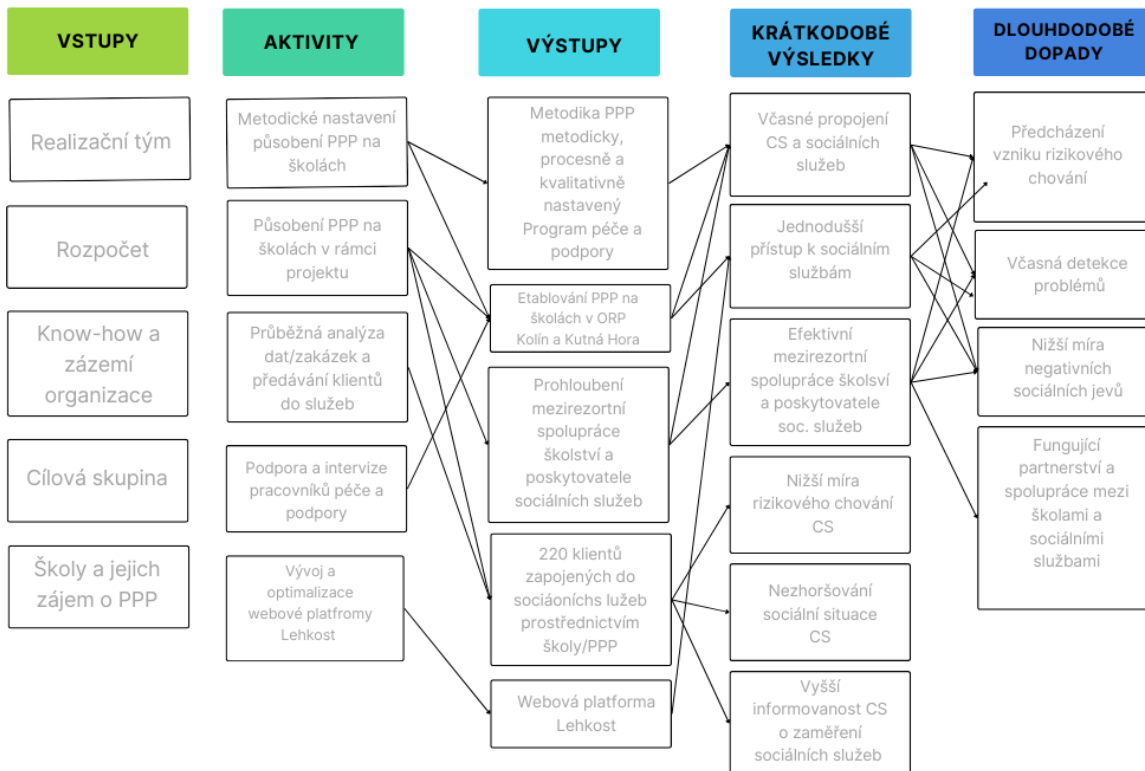 VSTUPY
Realizační tým
Rozpočet
Know-how a
zázemí
organizace
Cílová skupina
Školy a jejich
zájem o PPP
AKTIVITY
Metodické nastavení
působení PPP na
školách
Působení PPP na
školách v rámci
projektu
Průběžná analýza
dat/zakázek a
předávání klientů
do služeb
Podpora a intervize
pracovníků péče a
podpory
Vývoj a
optimalizace
webové platfromy
Lehkost
VÝSTUPY
Metodika PPP
metodicky,
procesně a
kvalitativně
nastavený
Program péče a
podpory
Etablování PPP na
školách v ORP
Kolín a Kutná Hora
Prohloubení
mezirezortní
spolupráce
školství a
poskytovatele
sociálních služeb
220 klientů
zapojených do
sociáoníchs lužeb
prostřednictvím
školy/PPP
Webová platforma
Lehkost
KRÁTKODOBÉ
VÝSLEDKY
Včasné propojení
CS a sociálních
služeb
Jednodušší
přístup k sociálním
službám
Efektivní
mezirezortní
spolupráce školsví
a poskytovatele
soc. služeb
Nižší míra
rizikového chování
CS
Nezhoršování
sociální situace
CS
Vyšší
informovanost CS
o zaměření
sociálních služeb
DLOUHDODOBÉ
DOPADY
Předcházení
vzniku rizikového
chování
Včasná detekce
problémů
Nižší míra
negativních
sociálních jevů
Fungující
partnerství a
spolupráce mezi
školami a
sociálními
službami